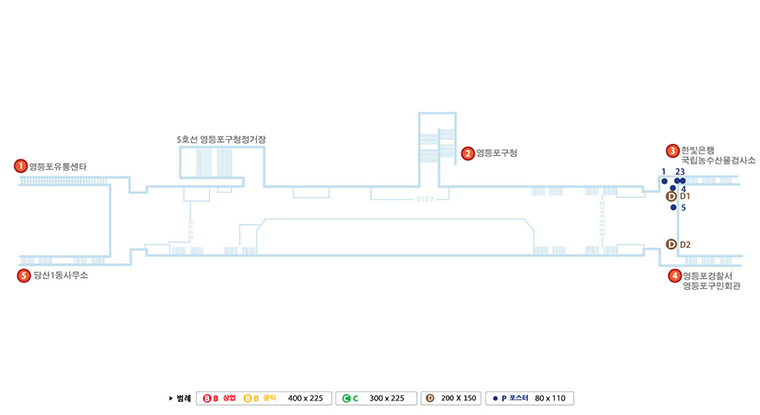 5호선 영등포구청정거장
1 영등포유통센타
2 영등포구청
3 한빛은행
국립농수산물검사소
1 23
4
D D1
5
D D2
5 당산1동사무소
4 영등포경찰서
영등포구민회관
▶ 범례 B B 상업 B B 공익 400 x 225 C C 300 x 225 D 200 X 150 P 포스터 80 x 110